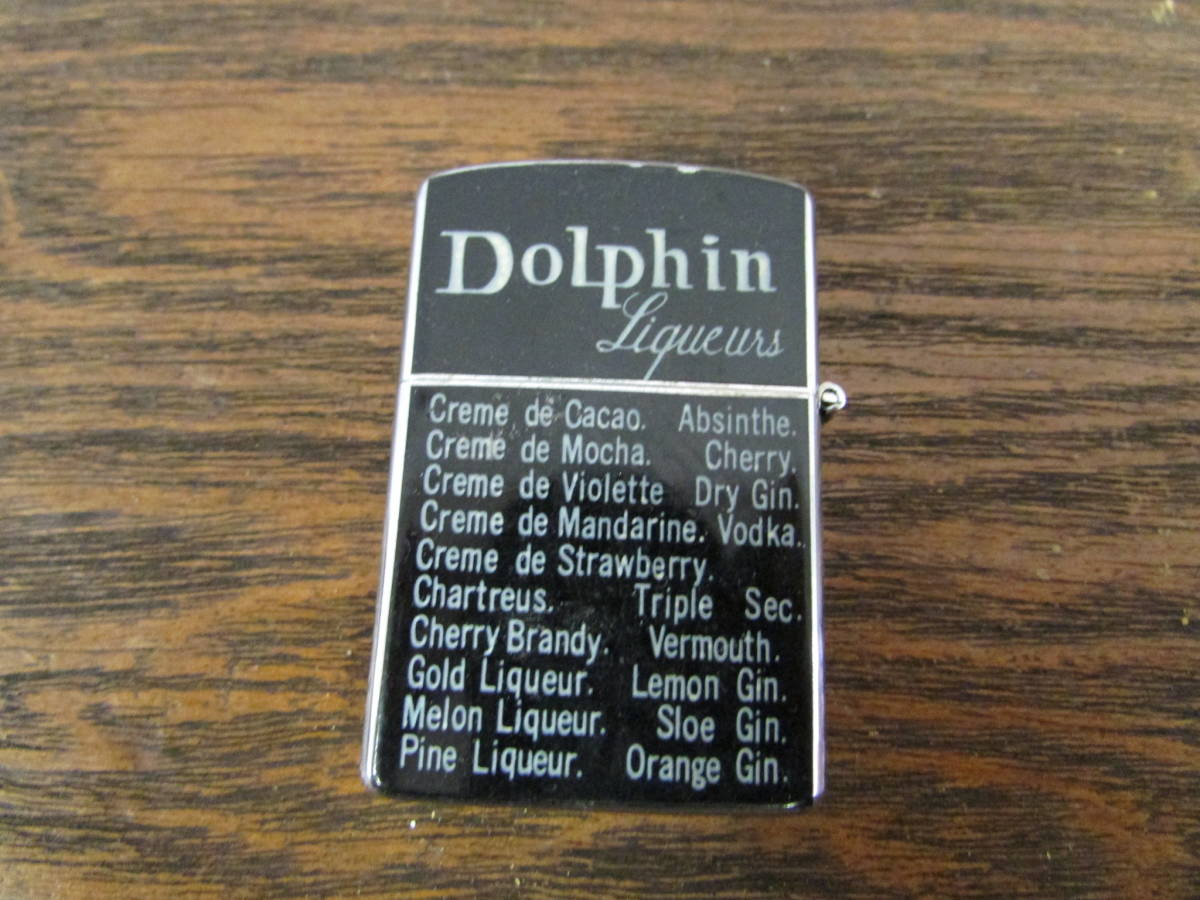 Dolphin
Liqueurs
Creme de Cacao. Absinthe.
Creme de Mocha. Cherry.
Creme de Violette Dry Gin.
Creme de Mandarine. Vodka.
Creme de Strawberry.
Chartreus. Triple Sec.
Cherry Brandy. Vermouth.
Gold Liqueur. Lemon Gin.
Melon Liqueur. Sloe Gin.
Pine Liqueur. Orange Gin.